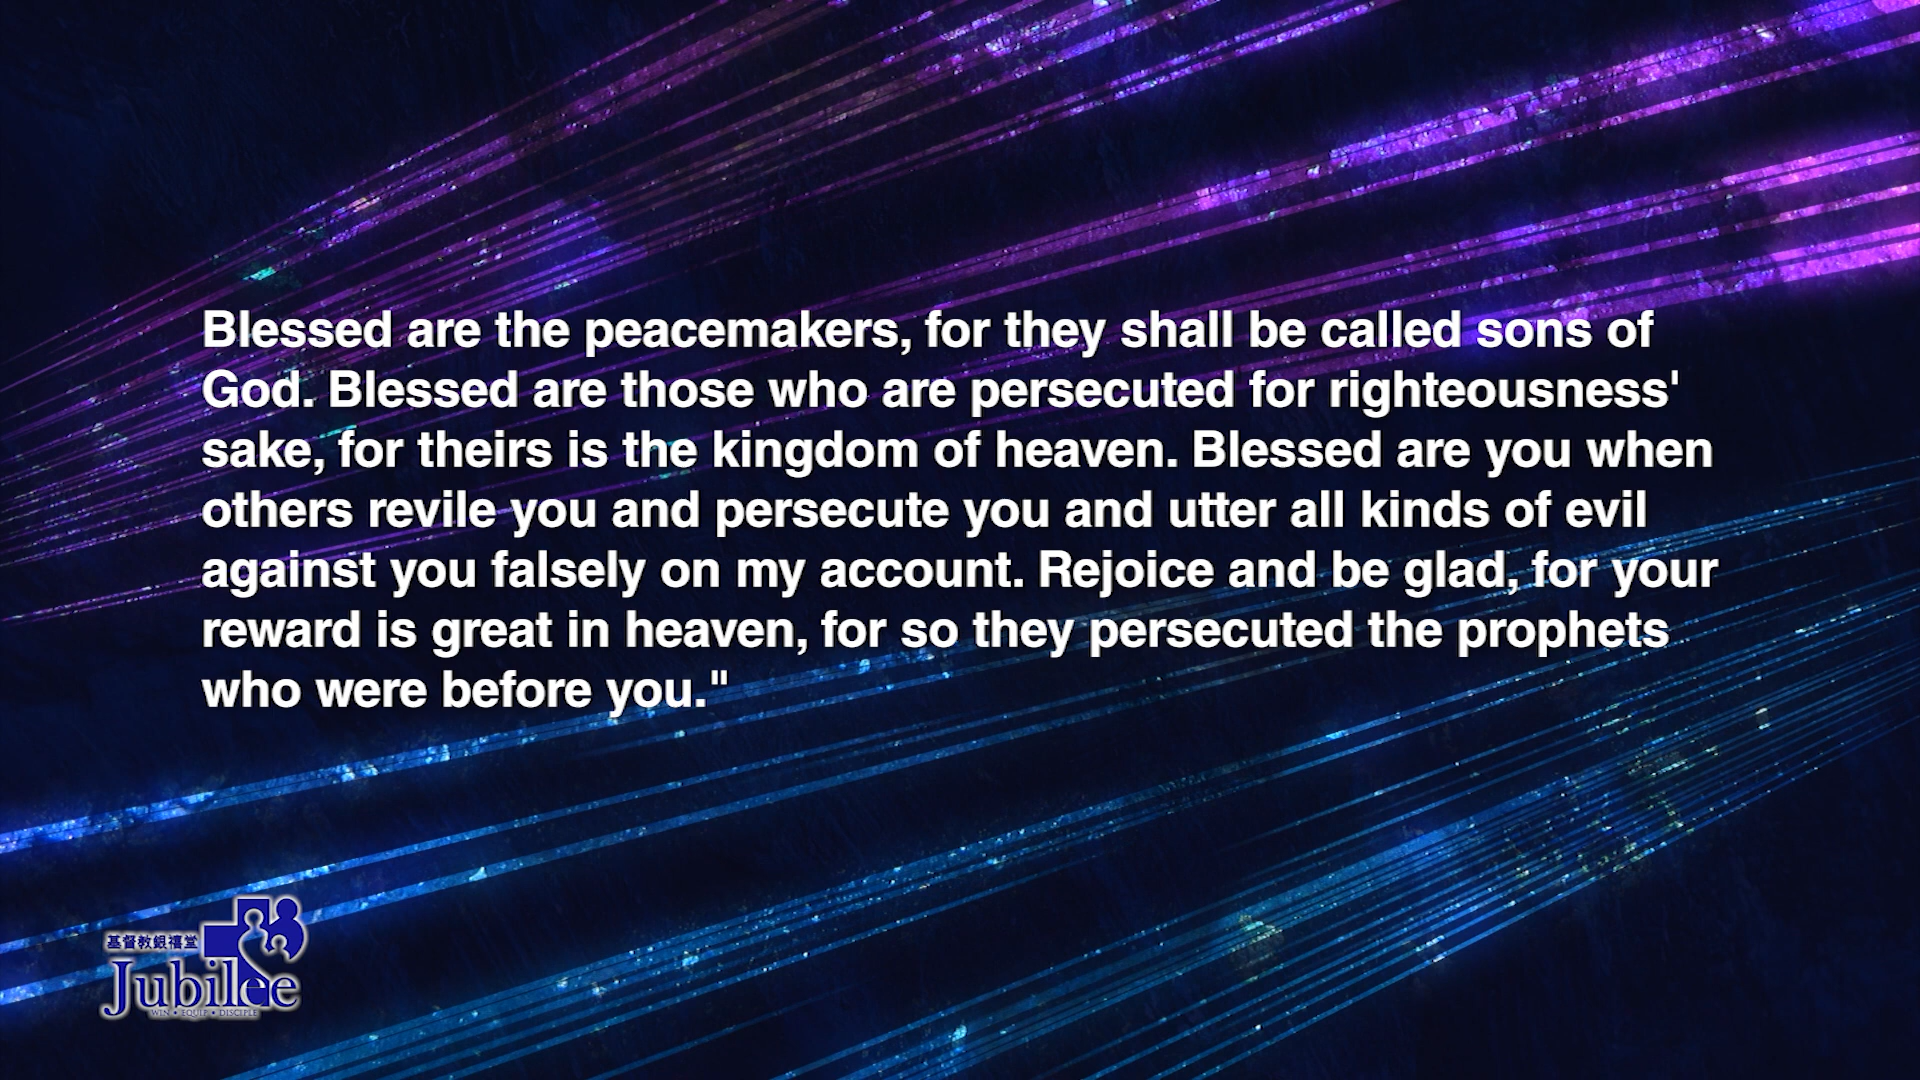 Blessed are the peacemakers, for they shall be called sons of
God. Blessed are those who are persecuted for righteousness'
sake, for theirs is the kingdom of heaven. Blessed are you when
others revile you and persecute you and utter all kinds of evil
against you falsely on my account. Rejoice and be glad, for your
reward is great in heaven, for so they persecuted the prophets
who were before you."
基督教銀禧堂
Jubilee
WIN • EQUIP • DISCIPLE